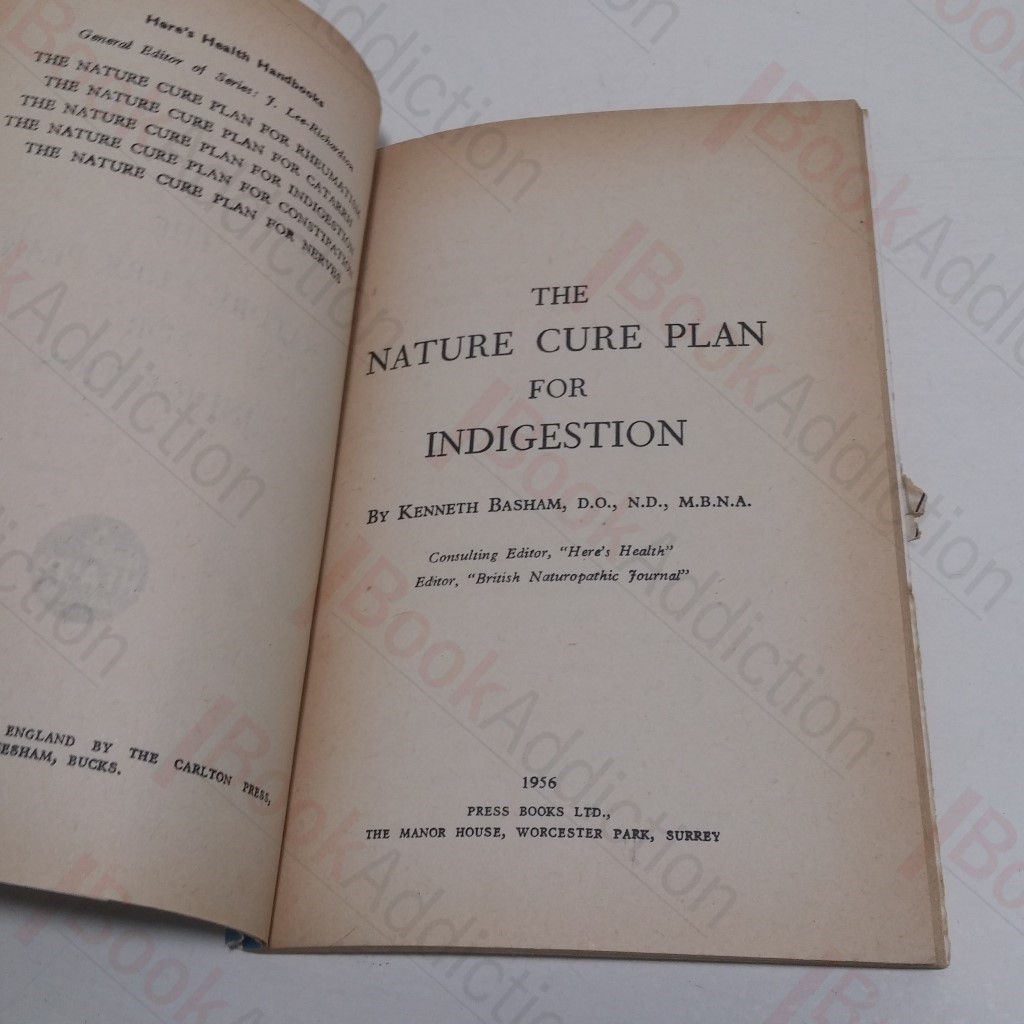 Here's Health Handbooks
General Editor of Series: J. Lee-Richardson
THE NATURE CURE PLAN FOR RHEUMATISM
THE NATURE CURE PLAN FOR CATARRH
THE NATURE CURE PLAN FOR INDIGESTION
THE NATURE CURE PLAN FOR CONSTIPATION
THE NATURE CURE PLAN FOR NERVES
ENGLAND BY THE CARLTON PRESS,
ESHAM, BUCKS.
THE
NATURE CURE PLAN
FOR
INDIGESTION
BY KENNETH BASHAM, D.O., N.D., M.B.N.A.
Consulting Editor, "Here's Health"
Editor, "British Naturopathic Journal"
1956
PRESS BOOKS LTD.,
THE MANOR HOUSE, WORCESTER PARK, SURREY
BookAddiction